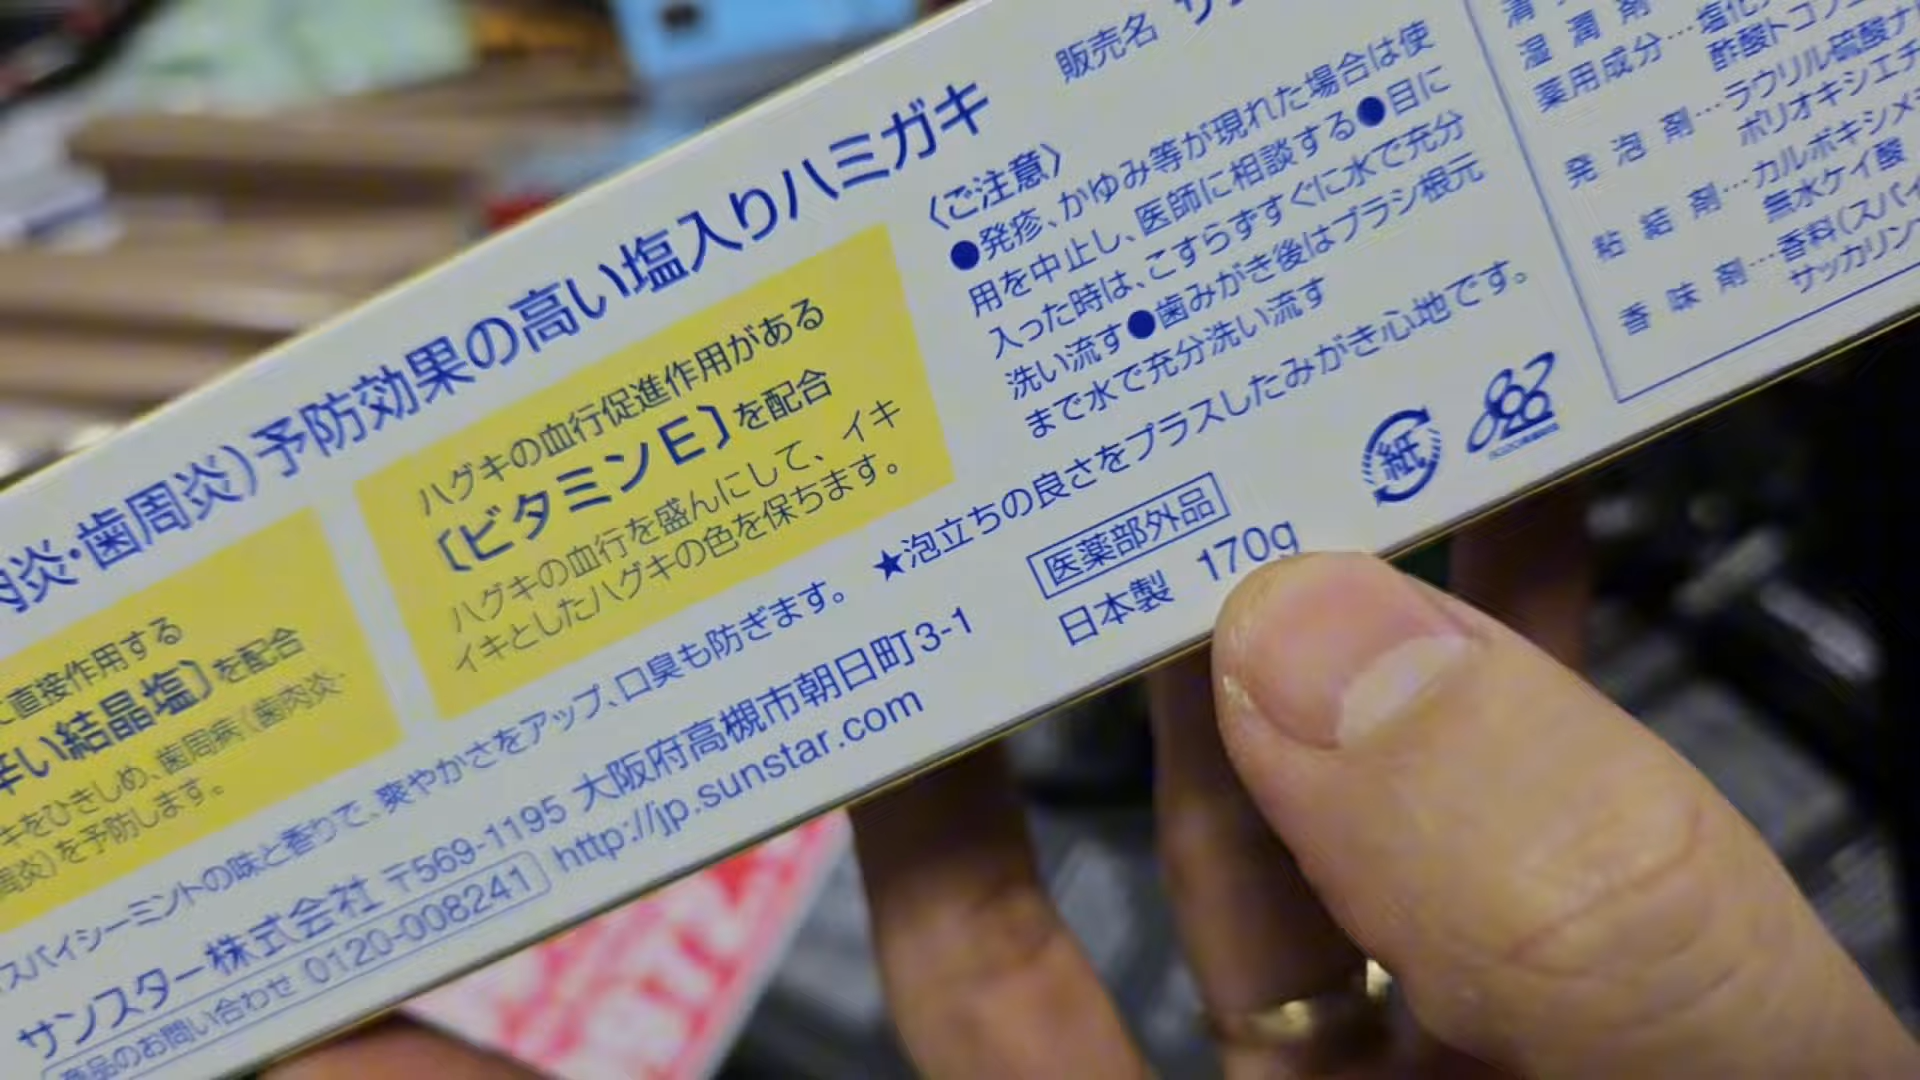 肉炎・歯周炎)予防効果の高い塩入りハミガキ
に直接作用する
辛い結晶塩〕を配合
キをひきしめ、歯周病(歯肉炎・
周炎)を予防します。
ハグキの血行促進作用がある
〔ビタミンE〕を配合
ハグキの血行を盛んにして、イキ
イキとしたハグキの色を保ちます。
スパイシーミントの味と香りで、爽やかさをアップ、口臭も防ぎます。 ★泡立ちの良さをプラスしたみがき心地です。
サンスター株式会社 〒569-1195 大阪府高槻市朝日町3-1
商品のお問い合わせ 0120-008241 http://jp.sunstar.com
販売名
〈ご注意〉
●発疹、かゆみ等が現れた場合は使
用を中止し、医師に相談する●目に
入った時は、こすらずすぐに水で充分
洗い流す●歯みがき後はブラシ根元
まで水で充分洗い流す
医薬部外品
日本製 170g
紙
湿潤剤
薬用成分…塩化
酢酸トコフェ
発泡剤…ラウリル硫酸ナ
ポリオキシエチ
粘結剤…カルボキシメ
無水ケイ酸
香味剤…香料(スパイ
サッカリン